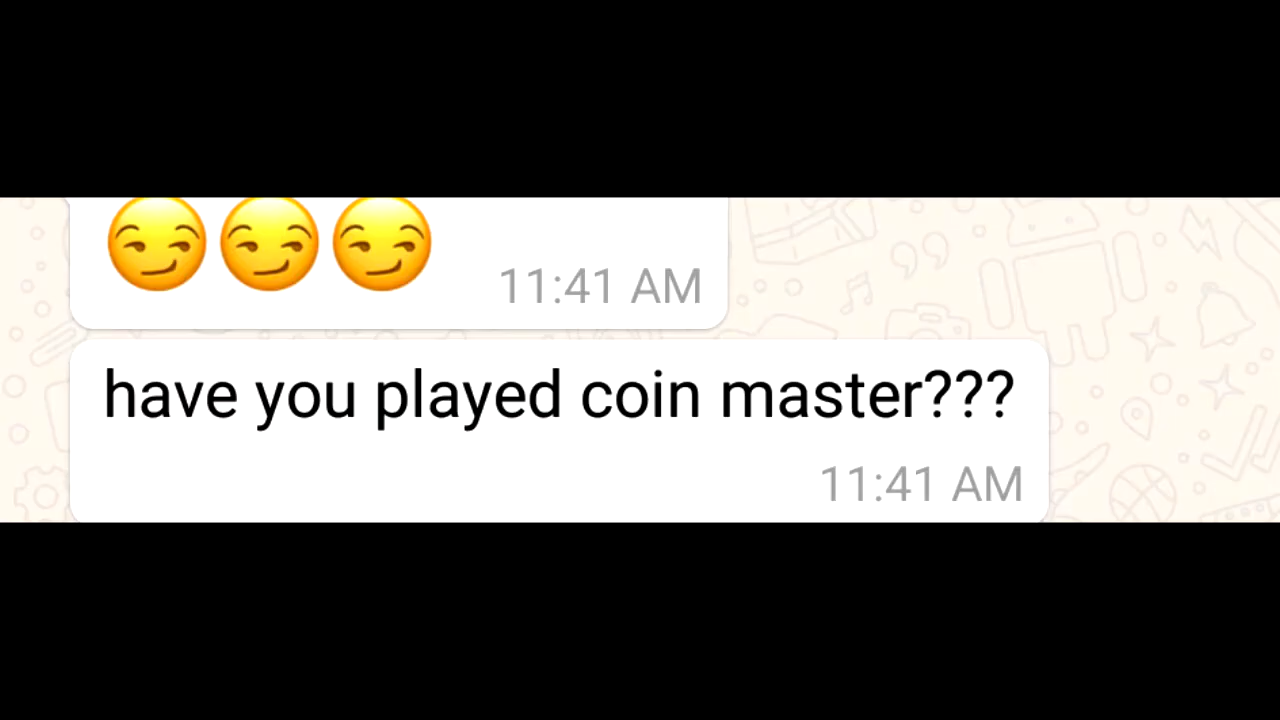 😏😏😏 11:41 AM
have you played coin master???
11:41 AM